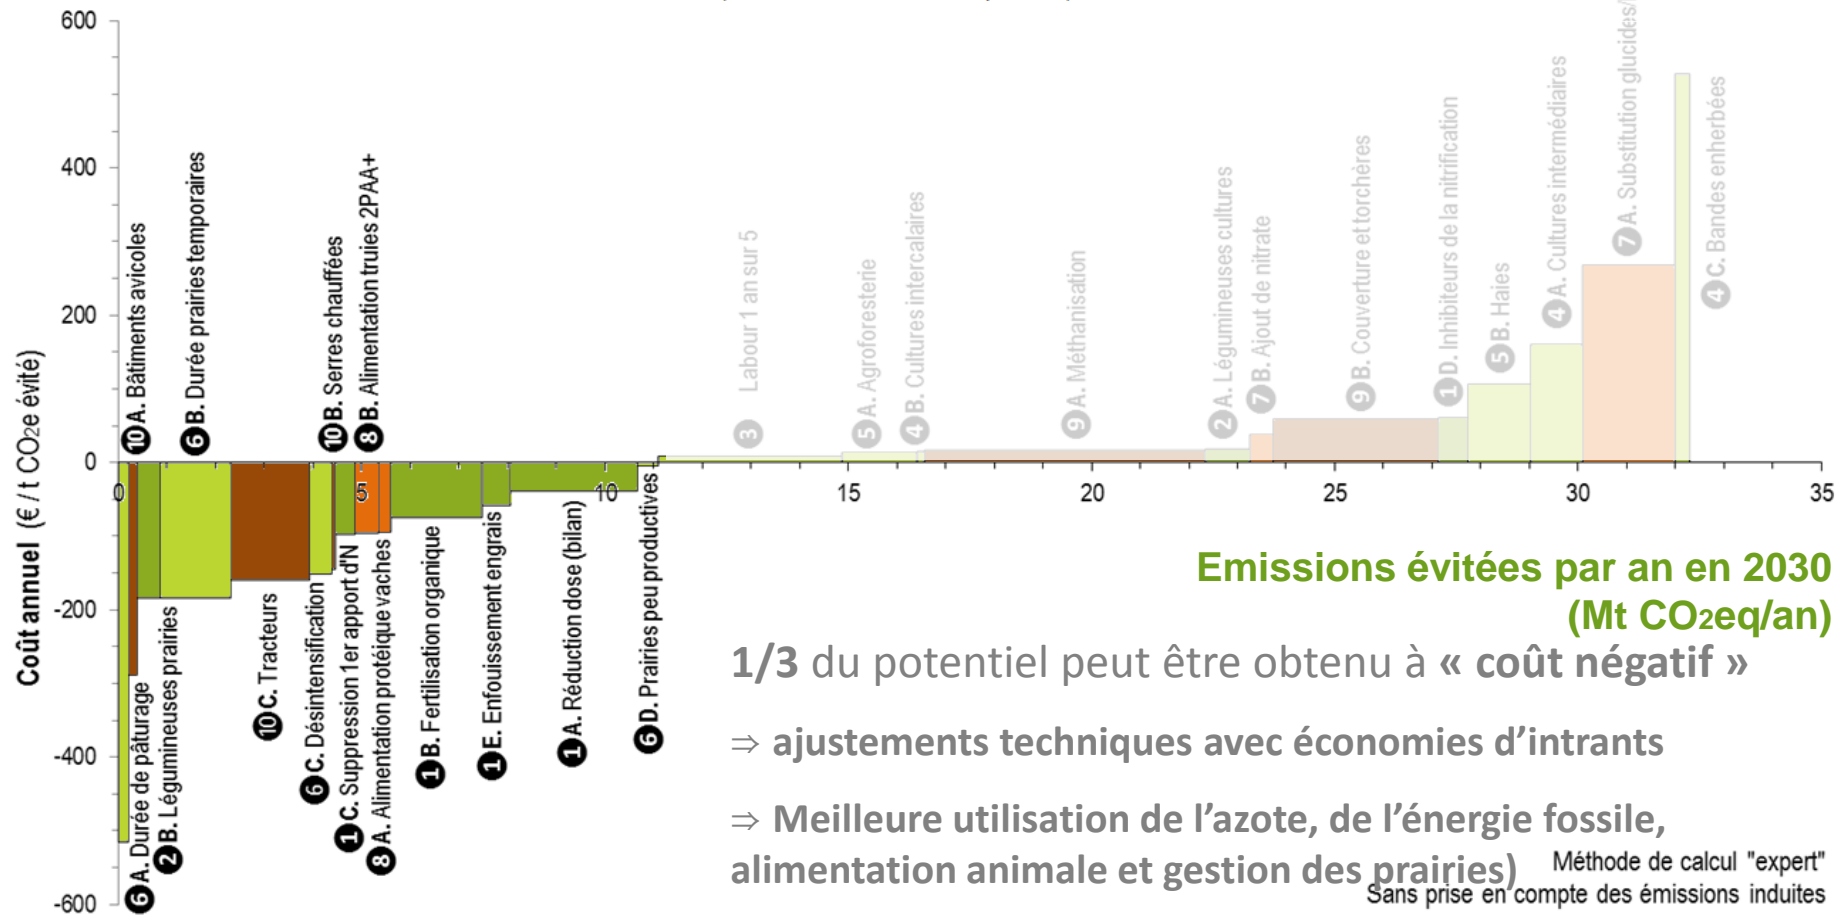 600
400
200
0
-200
-400
-600
Coût annuel (€ / t CO2e évité)
0
5
10
15
20
25
30
35
10 A. Bâtiments avicoles
6 B. Durée prairies temporaires
10 B. Serres chauffées
8 B. Alimentation truies 2PAA+
3 Labour 1 an sur 5
5 A. Agroforesterie
4 B. Cultures intercalaires
9 A. Méthanisation
2 A. Légumineuses cultures
7 B. Ajout de nitrate
9 B. Couverture et torchères
1 D. Inhibiteurs de la nitrification
5 B. Haies
4 A. Cultures intermédiaires
7 A. Substitution glucides/
4 C. Bandes enherbées
6 A. Durée de pâturage
2 B. Légumineuses prairies
10 C. Tracteurs
6 C. Désintensification
1 C. Suppression 1er apport d'N
8 A. Alimentation protéique vaches
1 B. Fertilisation organique
1 E. Enfouissement engrais
1 A. Réduction dose (bilan)
6 D. Prairies peu productives
Emissions évitées par an en 2030
(Mt CO2eq/an)
1/3 du potentiel peut être obtenu à « coût négatif »
⇒ ajustements techniques avec économies d’intrants
⇒ Meilleure utilisation de l’azote, de l’énergie fossile,
alimentation animale et gestion des prairies)
Méthode de calcul "expert"
Sans prise en compte des émissions induites